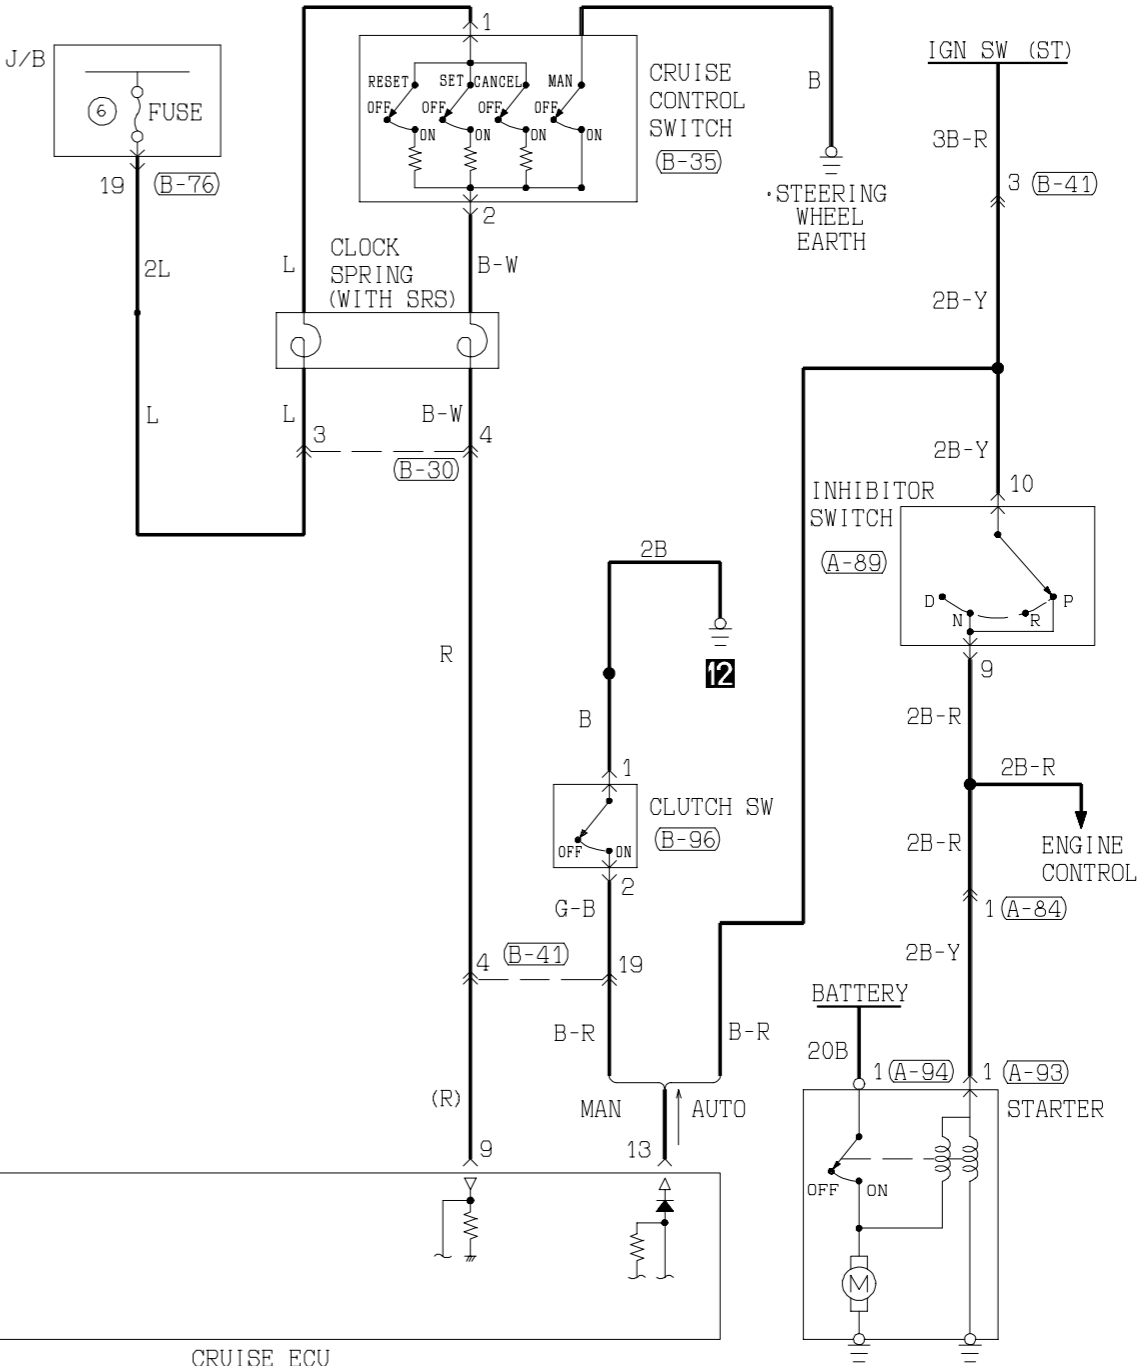 J/B
6
FUSE
19
B-76
2L
L
1
RESET
SET
CANCEL
MAN
OFF
OFF
OFF
OFF
ON
ON
ON
ON
CRUISE
CONTROL
SWITCH
B-35
2
B
STEERING
WHEEL
EARTH
IGN SW (ST)
3B-R
3
B-41
2B-Y
CLOCK
SPRING
(WITH SRS)
L
B-W
L
B-W
3
4
B-30
2B-Y
10
INHIBITOR
SWITCH
A-89
D
N
R
P
9
2B
12
R
B
1
CLUTCH SW
B-96
OFF
ON
2
G-B
2B-R
2B-R
ENGINE
CONTROL
2B-R
1
A-84
2B-Y
4
B-41
19
B-R
B-R
BATTERY
20B
1
A-94
1
A-93
STARTER
(R)
MAN
AUTO
9
13
OFF
ON
M
CRUISE ECU